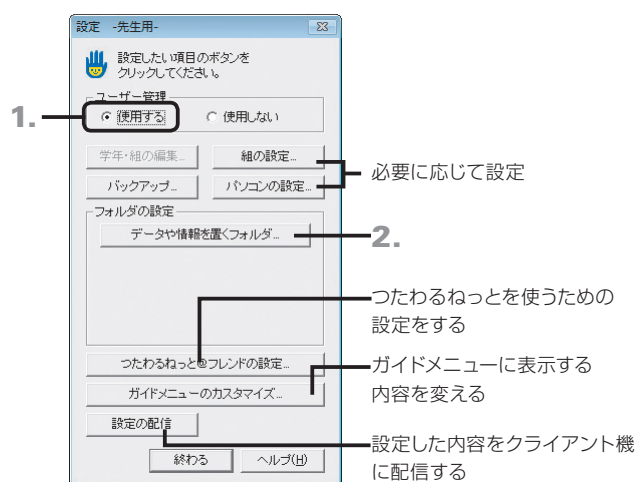 設定 -先生用-
設定したい項目のボタンを
クリックしてください。
ユーザー管理
1.
使用する
使用しない
学年・組の編集...
組の設定...
必要に応じて設定
バックアップ...
パソコンの設定...
フォルダの設定
データや情報を置くフォルダ...
2.
つたわるねっとを使うための
設定をする
つたわるねっと@フレンドの設定...
ガイドメニューに表示する
内容を変える
ガイドメニューのカスタマイズ...
設定の配信
設定した内容をクライアント機
に配信する
終わる
ヘルプ(H)